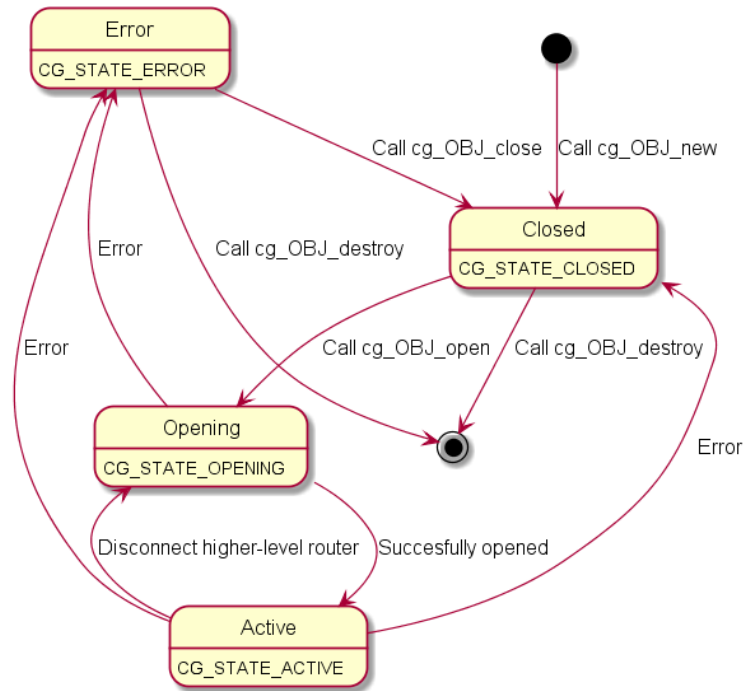 Error
CG_STATE_ERROR
Call cg_OBJ_close
Call cg_OBJ_new
Closed
CG_STATE_CLOSED
Error
Call cg_OBJ_destroy
Error
Call cg_OBJ_open
Call cg_OBJ_destroy
Opening
CG_STATE_OPENING
Error
Disconnect higher-level router
Succesfully opened
Active
CG_STATE_ACTIVE